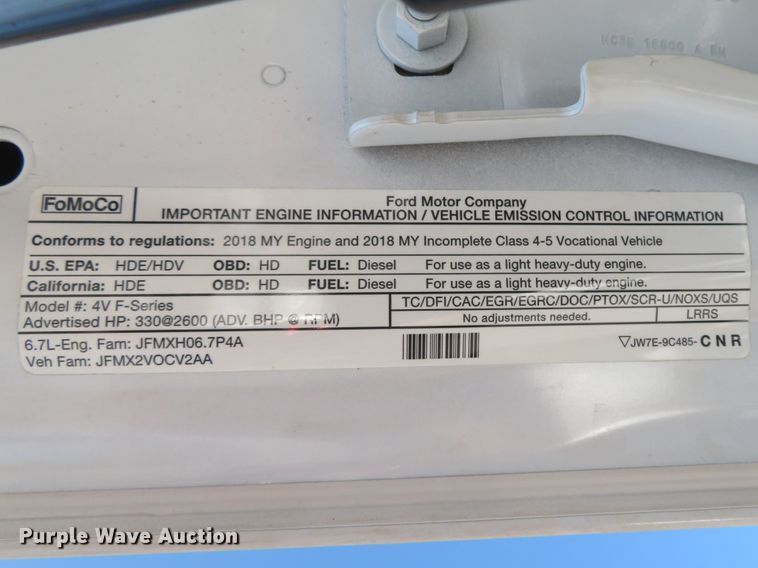 KC3B 16800 A RH
FoMoCo
Ford Motor Company
IMPORTANT ENGINE INFORMATION / VEHICLE EMISSION CONTROL INFORMATION
Conforms to regulations: 2018 MY Engine and 2018 MY Incomplete Class 4-5 Vocational Vehicle
U.S. EPA: HDE/HDV OBD: HD FUEL: Diesel For use as a light heavy-duty engine.
California: HDE OBD: HD FUEL: Diesel For use as a light heavy-duty engine.
Model #: 4V F-Series
Advertised HP: 330@2600 (ADV. BHP @ RPM)
TC/DFI/CAC/EGR/EGRC/DOC/PTOX/SCR-U/NOXS/UQS
No adjustments needed. LRRS
6.7L-Eng. Fam: JFMXH06.7P4A
Veh Fam: JFMX2VOCV2AA
▽JW7E-9C485- CNR
Purple Wave Auction